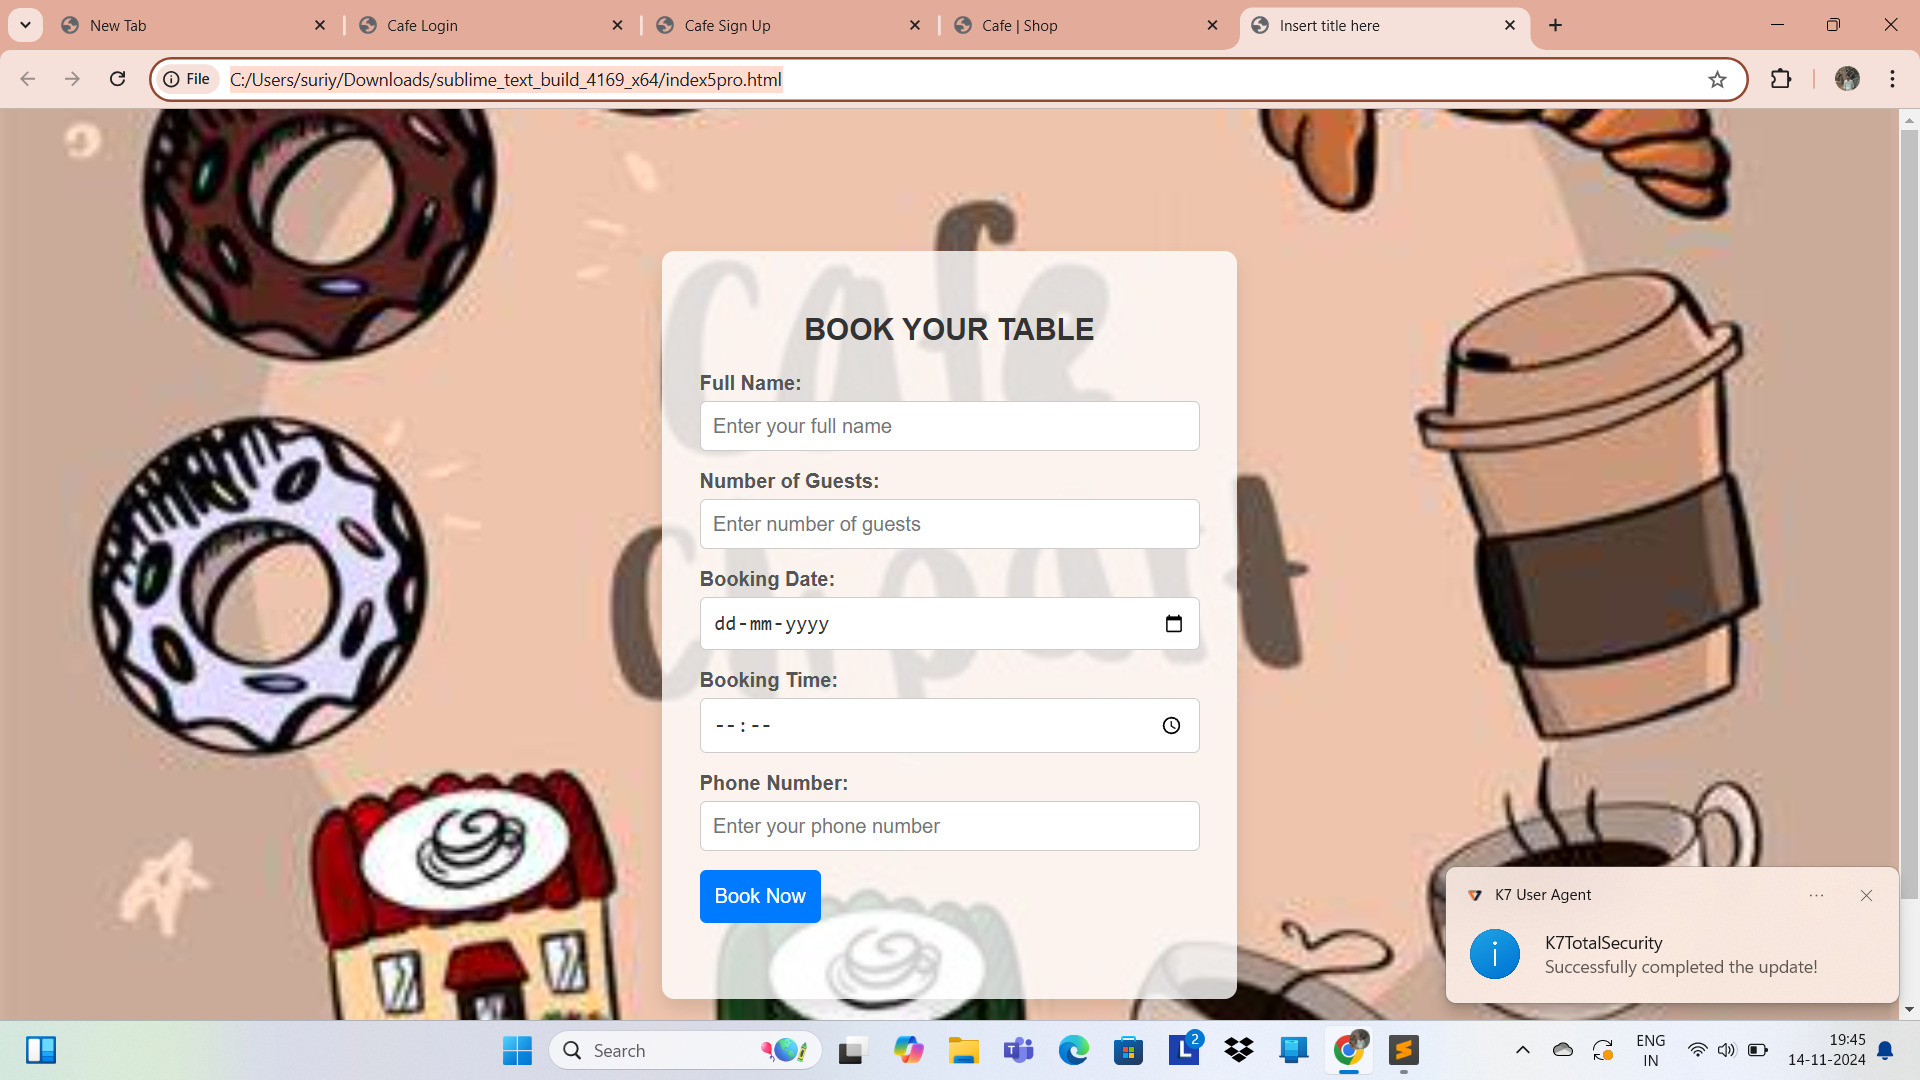 New Tab
Cafe Login
Cafe Sign Up
Cafe | Shop
Insert title here
File
C:/Users/suriy/Downloads/sublime_text_build_4169_x64/index5pro.html
Cafe
BOOK YOUR TABLE
Full Name:
Enter your full name
Number of Guests:
Enter number of guests
Booking Date:
dd-mm-yyyy
Booking Time:
--:--
Phone Number:
Enter your phone number
Book Now
K7 User Agent
K7TotalSecurity
Successfully completed the update!
Search
2
ENG
IN
19:45
14-11-2024